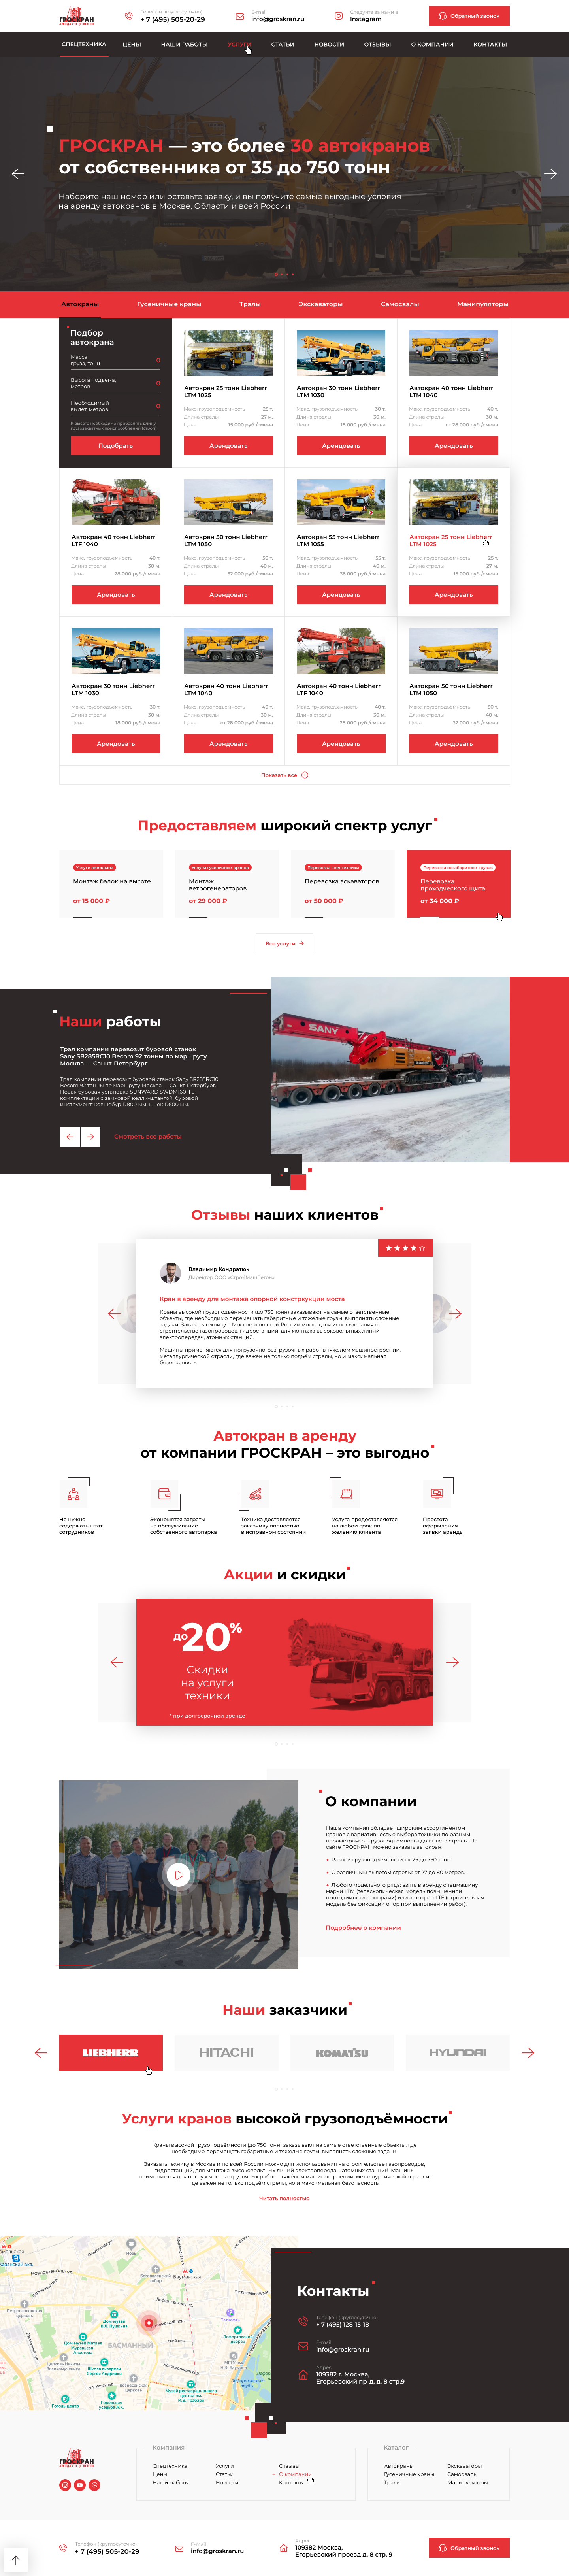 ГРОСКРАН
Телефон (круглосуточно)
+ 7 (495) 505-20-29
E-mail
info@groskran.ru
Следуйте за нами в
Instagram
Обратный звонок
СПЕЦТЕХНИКА ЦЕНЫ НАШИ РАБОТЫ УСЛУГИ СТАТЬИ НОВОСТИ ОТЗЫВЫ О КОМПАНИИ КОНТАКТЫ
ГРОСКРАН — это более 30 автокранов
от собственника от 35 до 750 тонн
Наберите наш номер или оставьте заявку, и вы получите самые выгодные условия
на аренду автокранов в Москве, Области и всей России
Автокраны Гусеничные краны Тралы Экскаваторы Самосвалы Манипуляторы
Подбор
автокрана
Масса
груза, тонн
0
Высота подъема,
метров
0
Необходимый
вылет, метров
0
Подобрать
Автокран 25 тонн Liebherr
LTM 1025
Макс. грузоподъемность 25 т.
Длина стрелы 27 м.
Цена 15 000 руб./смена
Арендовать
Автокран 30 тонн Liebherr
LTM 1030
Макс. грузоподъемность 30 т.
Длина стрелы 30 м.
Цена 18 000 руб./смена
Арендовать
Автокран 40 тонн Liebherr
LTM 1040
Макс. грузоподъемность 40 т.
Длина стрелы 30 м.
Цена от 28 000 руб./смена
Арендовать
Автокран 40 тонн Liebherr
LTF 1040
Макс. грузоподъемность 40 т.
Длина стрелы 30 м.
Цена 28 000 руб./смена
Арендовать
Автокран 50 тонн Liebherr
LTM 1050
Макс. грузоподъемность 50 т.
Длина стрелы 40 м.
Цена 32 000 руб./смена
Арендовать
Автокран 55 тонн Liebherr
LTM 1055
Макс. грузоподъемность 55 т.
Длина стрелы 40 м.
Цена 36 000 руб./смена
Арендовать
Автокран 25 тонн Liebherr
LTM 1025
Макс. грузоподъемность 25 т.
Длина стрелы 27 м.
Цена 15 000 руб./смена
Арендовать
Автокран 30 тонн Liebherr
LTM 1030
Макс. грузоподъемность 30 т.
Длина стрелы 30 м.
Цена 18 000 руб./смена
Арендовать
Автокран 40 тонн Liebherr
LTM 1040
Макс. грузоподъемность 40 т.
Длина стрелы 30 м.
Цена от 28 000 руб./смена
Арендовать
Автокран 40 тонн Liebherr
LTF 1040
Макс. грузоподъемность 40 т.
Длина стрелы 30 м.
Цена 28 000 руб./смена
Арендовать
Автокран 50 тонн Liebherr
LTM 1050
Макс. грузоподъемность 50 т.
Длина стрелы 40 м.
Цена 32 000 руб./смена
Арендовать
Показать все
Предоставляем широкий спектр услуг
Услуги автокрана
Монтаж балок на высоте
от 15 000 ₽
Услуги гусеничных кранов
Монтаж
ветрогенераторов
от 29 000 ₽
Перевозка спецтехники
Перевозка эскаваторов
от 50 000 ₽
Перевозка негабаритных грузов
Перевозка
проходческого щита
от 34 000 ₽
Все услуги
Наши работы
Трал компании перевозит буровой станок
Sany SR285RC10 Becom 92 тонны по маршруту
Москва — Санкт-Петербург
Трал компании перевозит буровой станок Sany SR285RC10
Becom 92 тонны по маршруту Москва — Санкт-Петербург.
Новая буровая установка SUNWARD SWDM160H в
комплектации с замковой келли-штангой, буровой
инструмент: ковшебур D800 мм, шнек D600 мм.
Смотреть все работы
SANY
Отзывы наших клиентов
Владимир Кондратюк
Директор ООО «СтройМашБетон»
Кран в аренду для монтажа опорной конструкции моста
Краны высокой грузоподъёмности (до 750 тонн) заказывают на самые ответственные
объекты, где необходимо перемещать габаритные и тяжёлые грузы, выполнять сложные
задачи. Заказать технику в Москве и по всей России можно для использования на
строительстве газопроводов, гидростанций, для монтажа высоковольтных линий
электропередач, атомных станций.
Машины применяются для погрузочно-разгрузочных работ в тяжёлом машиностроении,
металлургической отрасли, где важен не только подъём стрелы, но и максимальная
безопасность.
Автокран в аренду
от компании ГРОСКРАН – это выгодно
Не нужно
содержать штат
сотрудников
Экономятся затраты
на обслуживание
собственного автопарка
Техника доставляется
заказчику полностью
в исправном состоянии
Услуга предоставляется
на любой срок по
желанию клиента
Простота
оформления
заявки аренды
Акции и скидки
до 20%
Скидки
на услуги
техники
* при долгосрочной аренде
О компании
Наша компания обладает широким ассортиментом
кранов с вариативностью выбора техники по разным
параметрам: от грузоподъёмности до вылета стрелы. На
сайте ГРОСКРАН можно заказать автокран:
Разной грузоподъёмности: от 25 до 750 тонн.
С различным вылетом стрелы: от 27 до 80 метров.
Любого модельного ряда: взять в аренду спецмашину
марки LTM (телескопическая модель повышенной
проходимости с опорами) или автокран LTF (строительная
модель без фиксации опор при выполнении работ).
Подробнее о компании
Наши заказчики
LIEBHERR HITACHI KOMATSU HYUNDAI
Услуги кранов высокой грузоподъёмности
Краны высокой грузоподъёмности (до 750 тонн) заказывают на самые ответственные объекты, где
необходимо перемещать габаритные и тяжёлые грузы, выполнять сложные задачи.
Заказать технику в Москве и по всей России можно для использования на строительстве газопроводов,
гидростанций, для монтажа высоковольтных линий электропередач, атомных станций. Машины
применяются для погрузочно-разгрузочных работ в тяжёлом машиностроении, металлургической отрасли,
где важен не только подъём стрелы, но и максимальная безопасность.
Читать полностью
Бауманская
БАСМАННЫЙ
Контакты
Телефон (круглосуточно)
+ 7 (495) 128-15-18
E-mail
info@groskran.ru
Адрес
109382 г. Москва,
Егорьевский пр-д, д. 8 стр.9
ГРОСКРАН
Компания
Спецтехника Услуги Отзывы
Цены Статьи О компании
Наши работы Новости Контакты
Каталог
Автокраны Экскаваторы
Гусеничные краны Самосвалы
Тралы Манипуляторы
Телефон (круглосуточно)
+ 7 (495) 505-20-29
E-mail
info@groskran.ru
Адрес
109382 Москва,
Егорьевский проезд д. 8 стр. 9
Обратный звонок